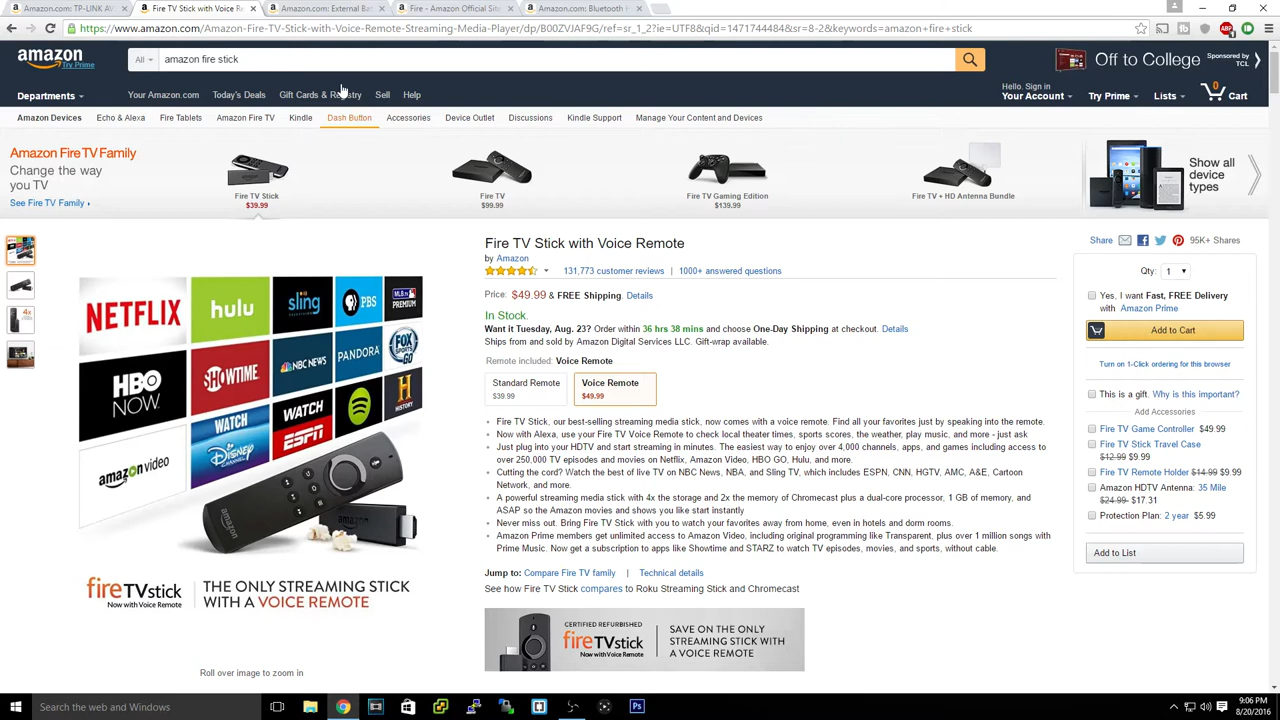 Amazon.com: TP-LINK AV
Fire TV Stick with Voice R
Amazon.com: External Bat
Fire - Amazon Official Site
Amazon.com: Bluetooth
https://www.amazon.com/Amazon-Fire-TV-Stick-with-Voice-Remote-Streaming-Media-Player/dp/B00ZVJAF9G/ref=sr_1_2?ie=UTF8&qid=1471744484&sr=8-2&keywords=amazon+fire+stick
amazon
Try Prime
All
amazon fire stick
Off to College
Sponsored by
TCL
Departments
Your Amazon.com
Today's Deals
Gift Cards & Registry
Sell
Help
Hello. Sign in
Your Account
Try Prime
Lists
0
Cart
Amazon Devices
Echo & Alexa
Fire Tablets
Amazon Fire TV
Kindle
Dash Button
Accessories
Device Outlet
Discussions
Kindle Support
Manage Your Content and Devices
Amazon Fire TV Family
Change the way
you TV
See Fire TV Family
Fire TV Stick
$39.99
Fire TV
$99.99
Fire TV Gaming Edition
$139.99
Fire TV + HD Antenna Bundle
Show all
device
types
4x
NETFLIX
hulu
sling
PBS
MLB.TV
PREMIUM
HBO
NOW
SHOWTIME
NBC NEWS
PANDORA
FOX
GO
amazon video
WATCH
Disney
WATCH
ESPN
H
HISTORY
amazon
amazon
fireTVstick
Now with Voice Remote
THE ONLY STREAMING STICK
WITH A VOICE REMOTE
Roll over image to zoom in
Fire TV Stick with Voice Remote
by Amazon
131,773 customer reviews | 1000+ answered questions
Price: $49.99 & FREE Shipping. Details
In Stock.
Want it Tuesday, Aug. 23? Order within 36 hrs 38 mins and choose One-Day Shipping at checkout. Details
Ships from and sold by Amazon Digital Services LLC. Gift-wrap available.
Remote included: Voice Remote
Standard Remote
$39.99
Voice Remote
$49.99
Fire TV Stick, our best-selling streaming media stick, now comes with a voice remote. Find all your favorites just by speaking into the remote.
Now with Alexa, use your Fire TV Voice Remote to check local theater times, sports scores, the weather, play music, and more - just ask
Just plug into your HDTV and start streaming in minutes. The easiest way to enjoy over 4,000 channels, apps, and games including access to
over 250,000 TV episodes and movies on Netflix, Amazon Video, HBO GO, Hulu, and more.
Cutting the cord? Watch the best of live TV on NBC News, NBA, and Sling TV, which includes ESPN, CNN, HGTV, AMC, A&E, Cartoon
Network, and more.
A powerful streaming media stick with 4x the storage and 2x the memory of Chromecast plus a dual-core processor, 1 GB of memory, and
ASAP so the Amazon movies and shows you like start instantly
Never miss out. Bring Fire TV Stick with you to watch your favorites away from home, even in hotels and dorm rooms.
Amazon Prime members get unlimited access to Amazon Video, including original programming like Transparent, plus over 1 million songs with
Prime Music. Now get a subscription to apps like Showtime and STARZ to watch TV episodes, movies, and sports, without cable.
Jump to: Compare Fire TV family | Technical details
See how Fire TV Stick compares to Roku Streaming Stick and Chromecast
CERTIFIED REFURBISHED
fireTVstick
Now with Voice Remote
SAVE ON THE ONLY
STREAMING STICK WITH
A VOICE REMOTE
Share
95K+ Shares
Qty: 1
Yes, I want Fast, FREE Delivery
with Amazon Prime
Add to Cart
Turn on 1-Click ordering for this browser
This is a gift. Why is this important?
Add Accessories
Fire TV Game Controller $49.99
Fire TV Stick Travel Case
$12.99 $9.99
Fire TV Remote Holder $14.99 $9.99
Amazon HDTV Antenna: 35 Mile
$24.99 $17.31
Protection Plan: 2 year $5.99
Add to List
Search the web and Windows
9:06 PM
8/20/2016